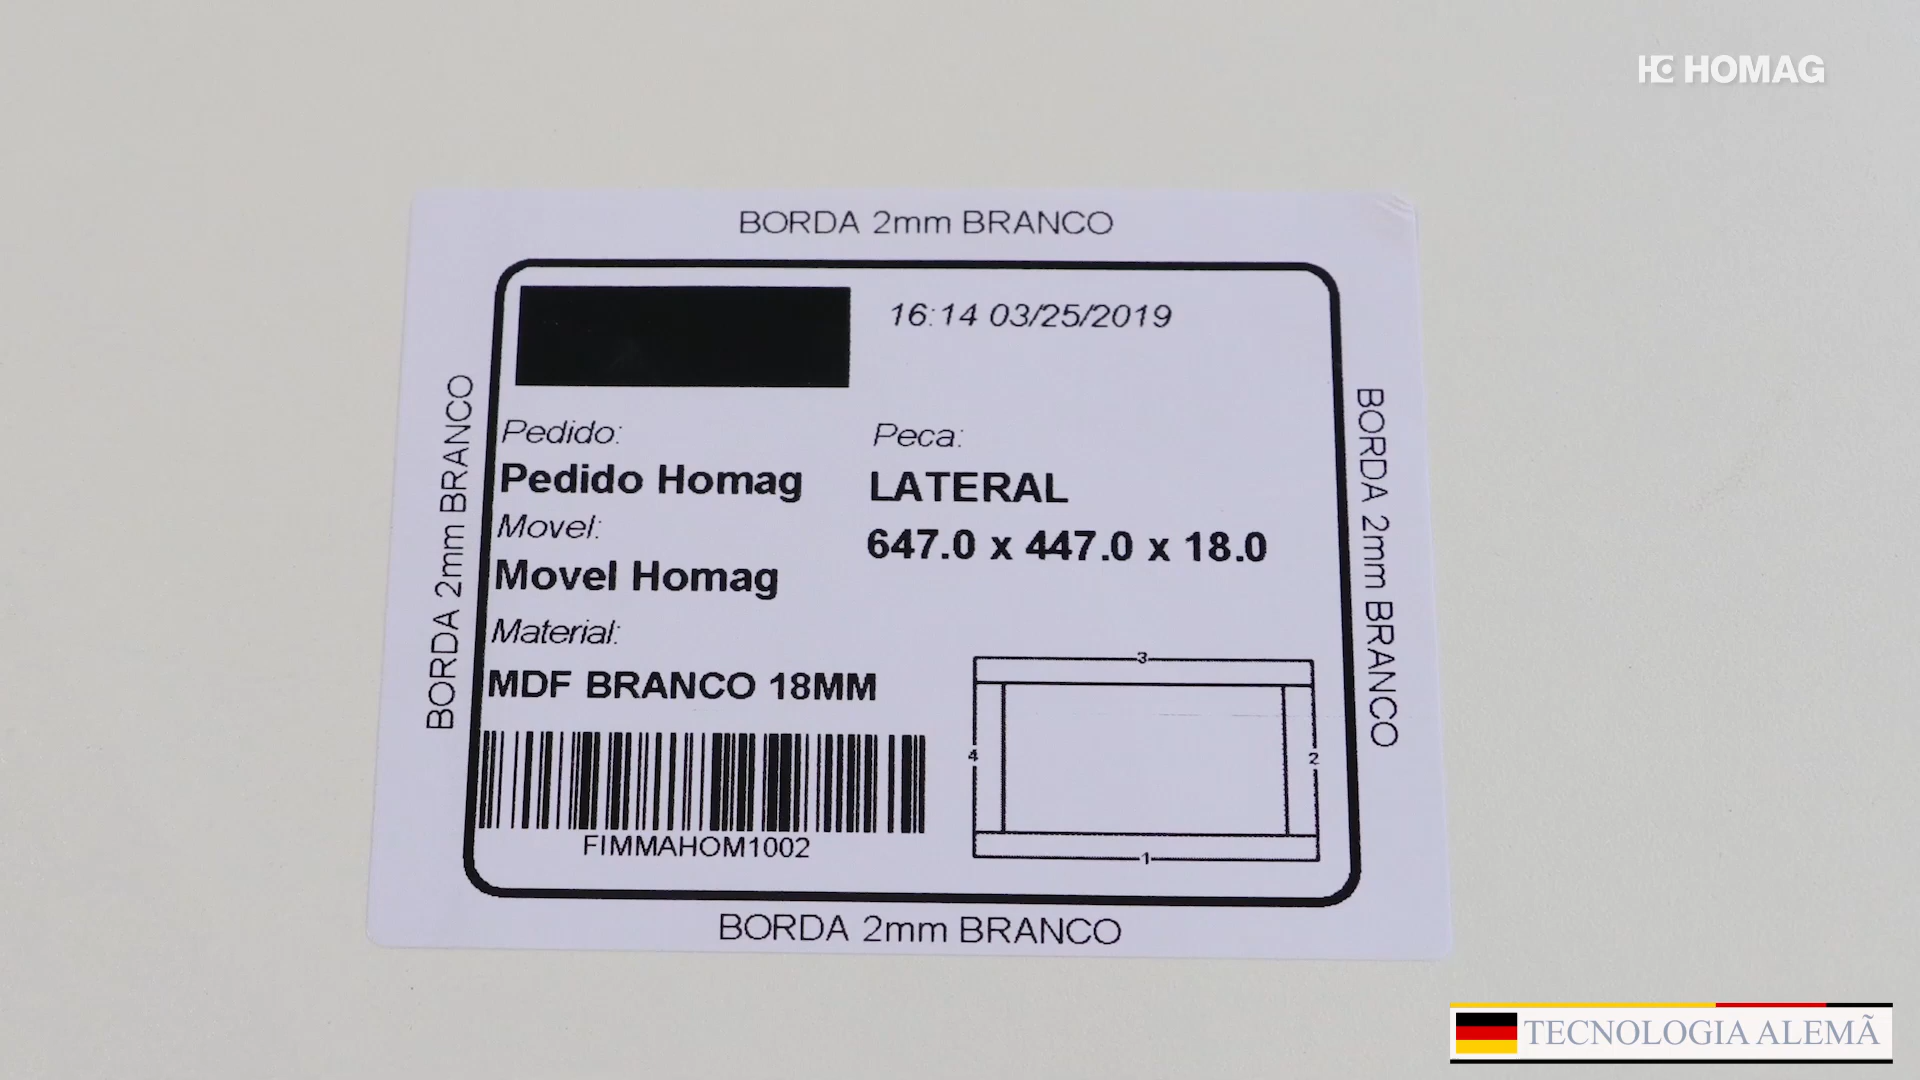 HOMAG
BORDA 2mm BRANCO
16:14 03/25/2019
BORDA 2mm BRANCO
BORDA 2mm BRANCO
Pedido:
Pedido Homag
Movel:
Movel Homag
Material:
MDF BRANCO 18MM
Peca:
LATERAL
647.0 x 447.0 x 18.0
3
4
2
1
FIMMAHOM1002
BORDA 2mm BRANCO
TECNOLOGIA ALEMÃ